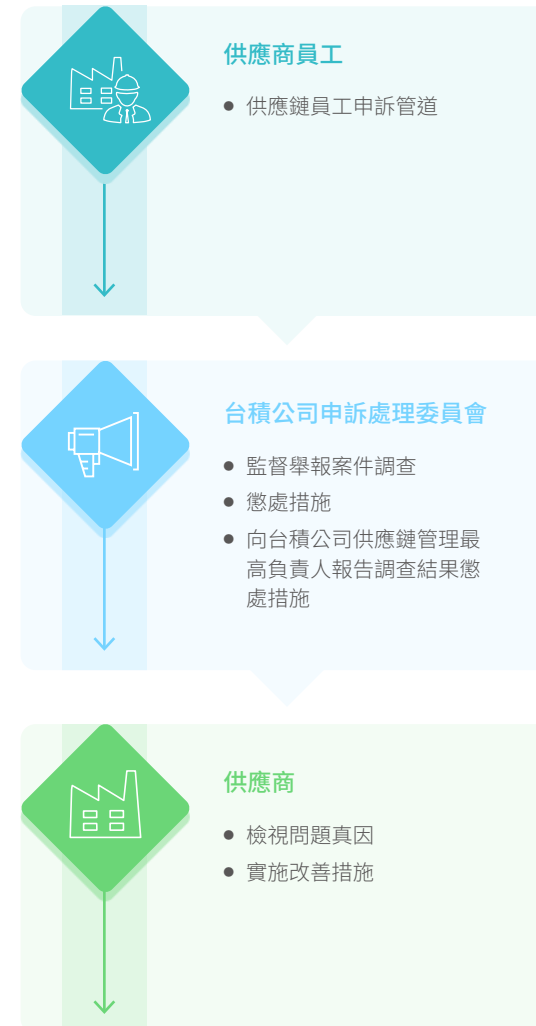 供應商員工
● 供應鏈員工申訴管道
台積公司申訴處理委員會
● 監督舉報案件調查
● 懲處措施
● 向台積公司供應鏈管理最
高負責人報告調查結果懲
處措施
供應商
● 檢視問題真因
● 實施改善措施